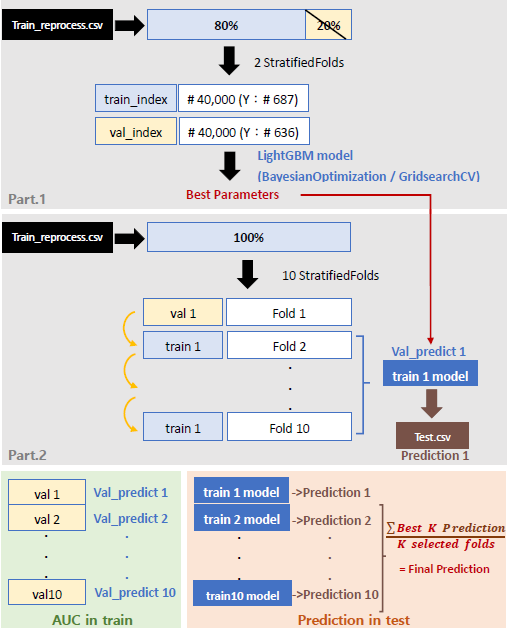 Train_reprocess.csv
80%
20%
2 StratifiedFolds
train_index
# 40,000 (Y：# 687)
val_index
# 40,000 (Y：# 636)
LightGBM model
(BayesianOptimization / GridsearchCV)
Best Parameters
Part.1
Train_reprocess.csv
100%
10 StratifiedFolds
val 1
Fold 1
train 1
Fold 2
.
.
.
train 1
Fold 10
Val_predict 1
train 1 model
Test.csv
Prediction 1
Part.2
val 1
Val_predict 1
val 2
Val_predict 2
. .
. .
. .
val10
Val_predict 10
AUC in train
train 1 model
->Prediction 1
train 2 model
->Prediction 2
. .
. .
. .
train10 model
->Prediction 10
∑Best K Prediction
K selected folds
= Final Prediction
Prediction in test